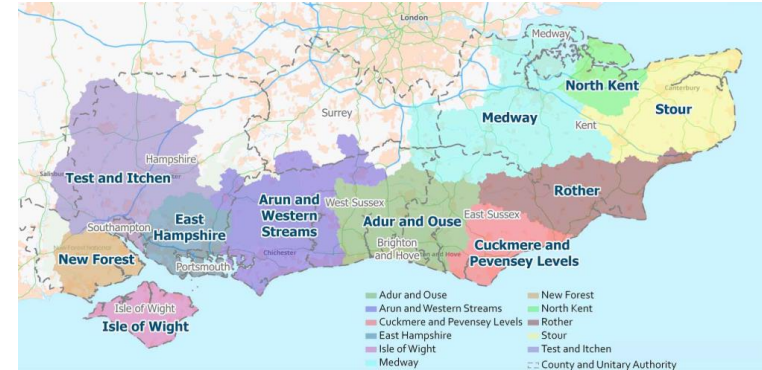 London
Medway
North Kent
Canterbury
Stour
Surrey
Medway
Kent
Hampshire
Test and Itchen
Rother
Arun and
Western
Streams
West Sussex
East
Hampshire
Adur and Ouse
East Sussex
Southampton
Cuckmere and
Pevensey Levels
Brighton
and Hove
New Forest
Chichester
Portsmouth
Isle of Wight
Isle of Wight
Adur and Ouse
Arun and Western Streams
Cuckmere and Pevensey Levels
East Hampshire
Isle of Wight
Medway
New Forest
North Kent
Rother
Stour
Test and Itchen
County and Unitary Authority